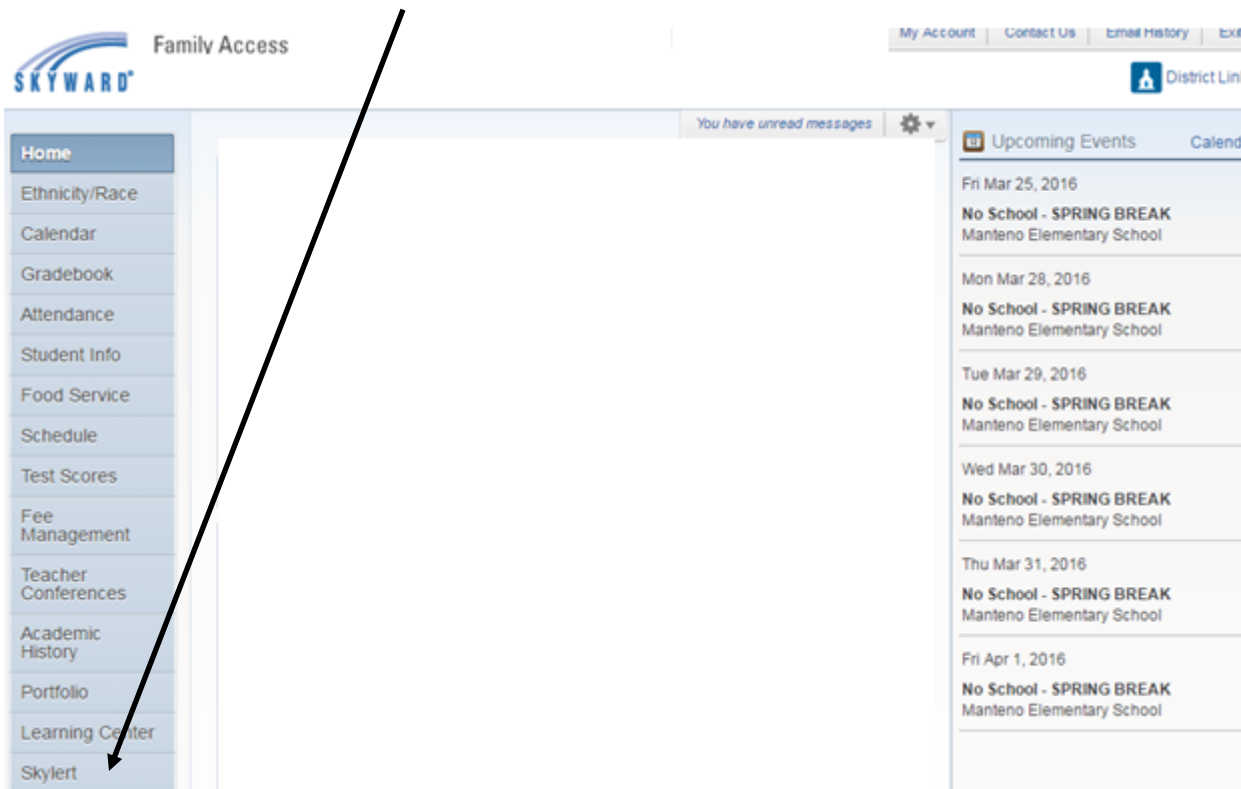 SKYWARD
Family Access
My Account Contact Us Email History Exit
District Link
You have unread messages
Home
Ethnicity/Race
Calendar
Gradebook
Attendance
Student Info
Food Service
Schedule
Test Scores
Fee
Management
Teacher
Conferences
Academic
History
Portfolio
Learning Center
Skylert
Upcoming Events Calend
Fri Mar 25, 2016
No School - SPRING BREAK
Manteno Elementary School
Mon Mar 28, 2016
No School - SPRING BREAK
Manteno Elementary School
Tue Mar 29, 2016
No School - SPRING BREAK
Manteno Elementary School
Wed Mar 30, 2016
No School - SPRING BREAK
Manteno Elementary School
Thu Mar 31, 2016
No School - SPRING BREAK
Manteno Elementary School
Fri Apr 1, 2016
No School - SPRING BREAK
Manteno Elementary School